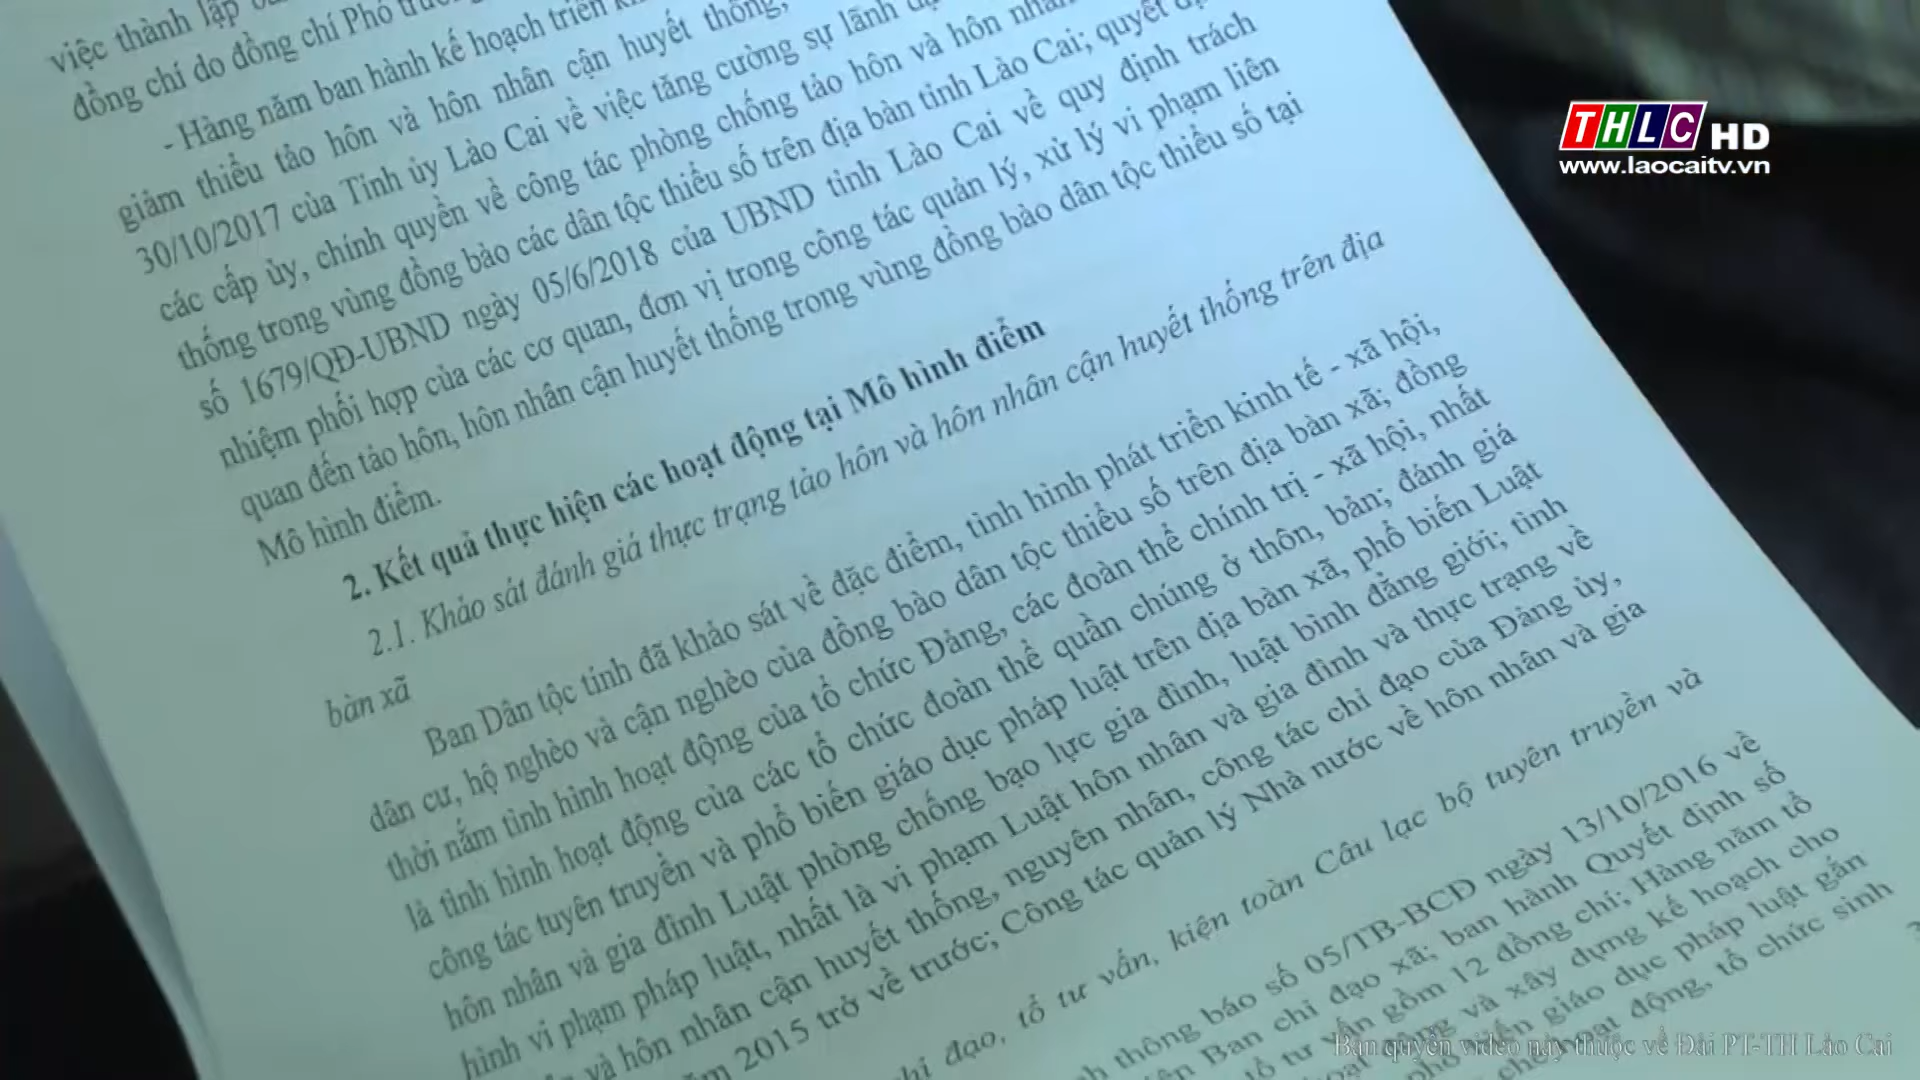 việc thành lập
đồng chí do đồng chí Phó trưởng
- Hàng năm ban hành kế hoạch triển
giảm thiểu tảo hôn và hôn nhân cận huyết thống,
30/10/2017 của Tỉnh ủy Lào Cai về việc tăng cường sự lãnh
các cấp ủy, chính quyền về công tác phòng chống tảo hôn và hôn nhân
thống trong vùng đồng bào các dân tộc thiểu số trên địa bàn tỉnh Lào Cai; quyết
số 1679/QĐ-UBND ngày 05/6/2018 của UBND tỉnh Lào Cai về quy định trách
nhiệm phối hợp của các cơ quan, đơn vị trong công tác quản lý, xử lý vi phạm liên
quan đến tảo hôn, hôn nhân cận huyết thống trong vùng đồng bào dân tộc thiểu số tại
Mô hình điểm.
2. Kết quả thực hiện các hoạt động tại Mô hình điểm
2.1. Khảo sát đánh giá thực trạng tảo hôn và hôn nhân cận huyết thống trên địa
bàn xã
Ban Dân tộc tỉnh đã khảo sát về đặc điểm, tình hình phát triển kinh tế - xã hội,
dân cư, hộ nghèo và cận nghèo của đồng bào dân tộc thiểu số trên địa bàn xã; đồng
thời nắm tình hình hoạt động của tổ chức Đảng, các đoàn thể chính trị - xã hội, nhất
là tình hình hoạt động của các tổ chức đoàn thể quần chúng ở thôn, bản; đánh giá
công tác tuyên truyền và phổ biến giáo dục pháp luật trên địa bàn xã, phổ biến Luật
hôn nhân và gia đình Luật phòng chống bạo lực gia đình, luật bình đẳng giới; tình
hình vi phạm pháp luật, nhất là vi phạm Luật hôn nhân và gia đình và thực trạng về
và hôn nhân cận huyết thống, nguyên nhân, công tác chỉ đạo của Đảng ủy,
2015 trở về trước; Công tác quản lý Nhà nước về hôn nhân và gia
chỉ đạo, tổ tư vấn, kiện toàn Câu lạc bộ tuyên truyền và
thông báo số 05/TB-BCĐ ngày 13/10/2016 về
Ban chỉ đạo xã; ban hành Quyết định số
tổ tư vấn gồm 12 đồng chí; Hàng năm tổ
động và xây dựng kế hoạch cho
phổ biến giáo dục pháp luật gắn
hoạt động, tổ chức sinh
THLC HD
www.laocaitv.vn
Bản quyền video này thuộc về Đài PT-TH Lào Cai